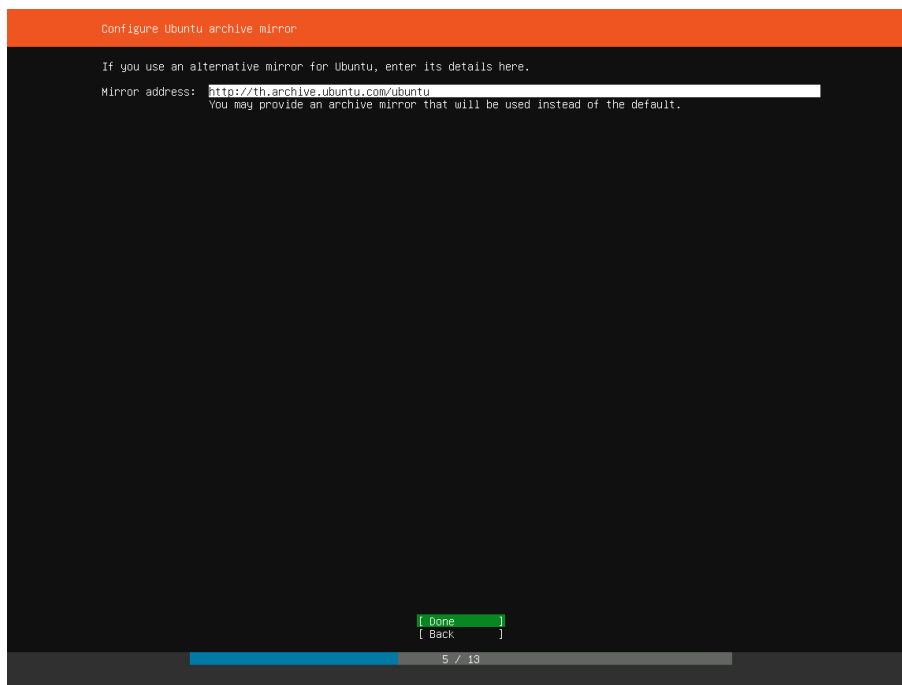 Configure Ubuntu archive mirror
If you use an alternative mirror for Ubuntu, enter its details here.
Mirror address: http://th.archive.ubuntu.com/ubuntu
You may provide an archive mirror that will be used instead of the default.
[ Done ]
[ Back ]
5 / 13